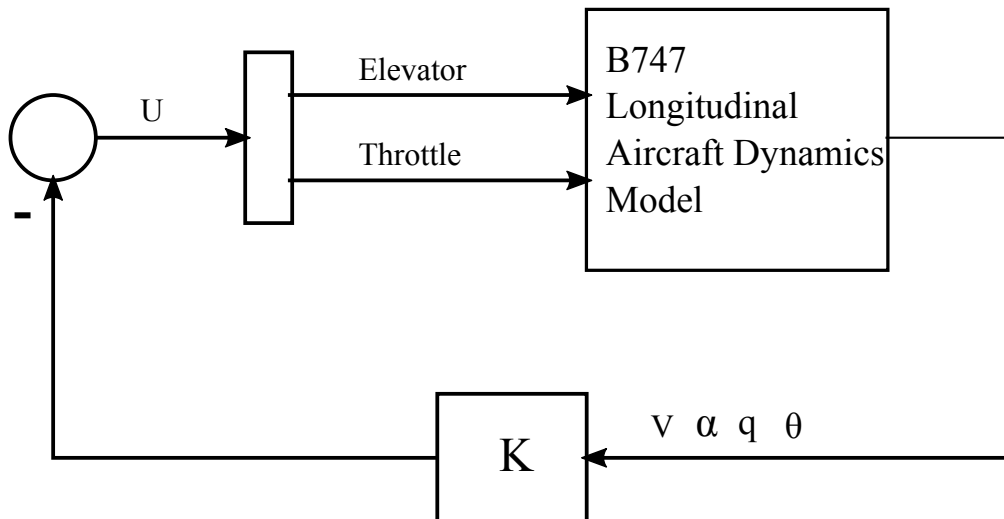 Elevator
B747
Longitudinal
Aircraft Dynamics
Model
U
Throttle
-
V α q θ
K